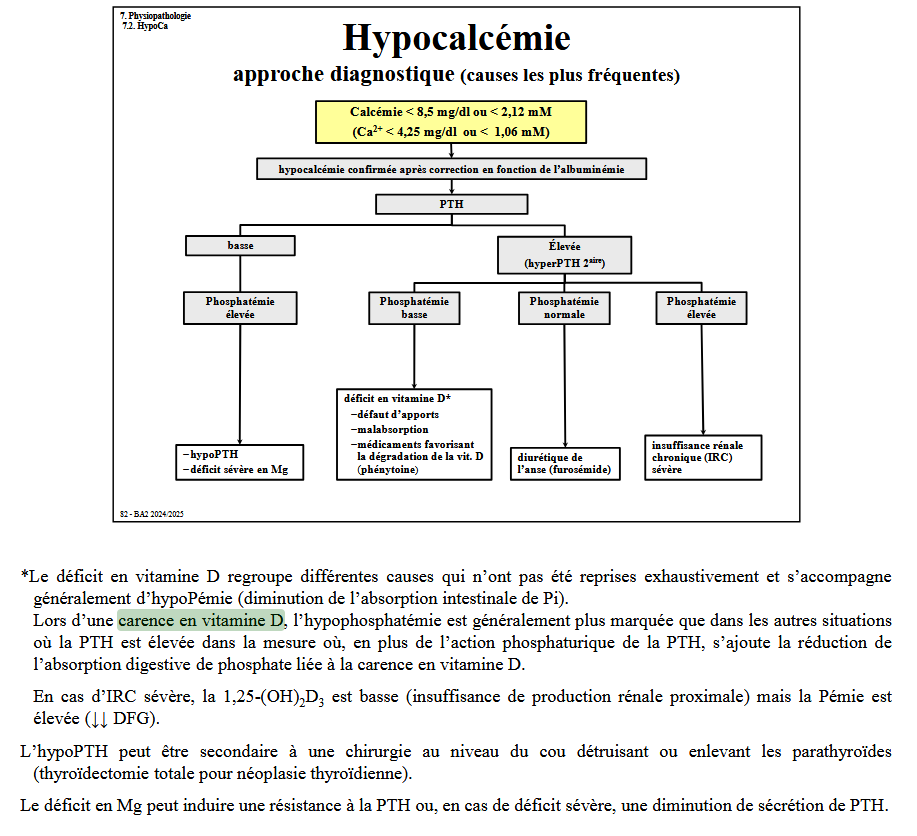 7. Physiopathologie
7.2. HypoCa
Hypocalcémie
approche diagnostique (causes les plus fréquentes)
Calcémie < 8,5 mg/dl ou < 2,12 mM
(Ca²⁺ < 4,25 mg/dl ou < 1,06 mM)
hypocalcémie confirmée après correction en fonction de l'albuminémie
PTH
basse
Élevée
(hyperPTH 2aire)
Phosphatémie
élevée
Phosphatémie
basse
Phosphatémie
normale
Phosphatémie
élevée
–hypoPTH
–déficit sévère en Mg
déficit en vitamine D*
–défaut d'apports
–malabsorption
–médicaments favorisant
la dégradation de la vit. D
(phénytoine)
diurétique de
l'anse (furosémide)
insuffisance rénale
chronique (IRC)
sévère
82 - BA2 2024/2025
*Le déficit en vitamine D regroupe différentes causes qui n'ont pas été reprises exhaustivement et s'accompagne
généralement d'hypoPémie (diminution de l'absorption intestinale de Pi).
Lors d'une carence en vitamine D, l'hypophosphatémie est généralement plus marquée que dans les autres situations
où la PTH est élevée dans la mesure où, en plus de l'action phosphaturique de la PTH, s'ajoute la réduction de
l'absorption digestive de phosphate liée à la carence en vitamine D.
En cas d'IRC sévère, la 1,25-(OH)₂D₃ est basse (insuffisance de production rénale proximale) mais la Pémie est
élevée (↓↓ DFG).
L'hypoPTH peut être secondaire à une chirurgie au niveau du cou détruisant ou enlevant les parathyroïdes
(thyroïdectomie totale pour néoplasie thyroïdienne).
Le déficit en Mg peut induire une résistance à la PTH ou, en cas de déficit sévère, une diminution de sécrétion de PTH.